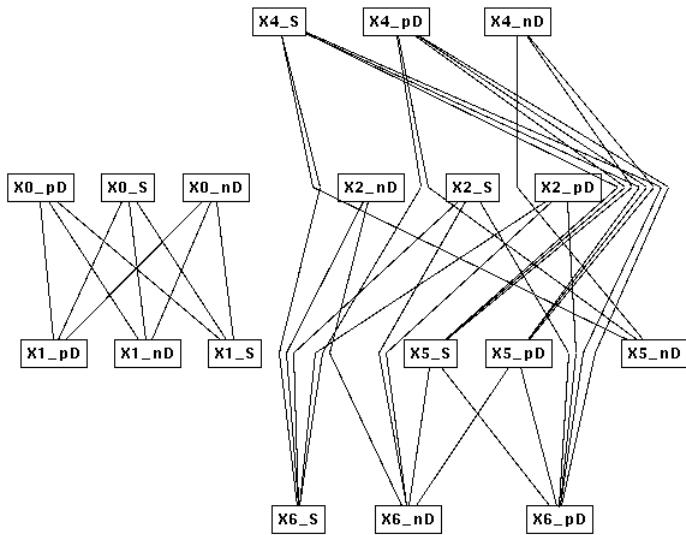 X4_S X4_pD X4_nD
X0_pD X0_S X0_nD X2_nD X2_S X2_pD
X1_pD X1_nD X1_S X5_S X5_pD X5_nD
X6_S X6_nD X6_pD